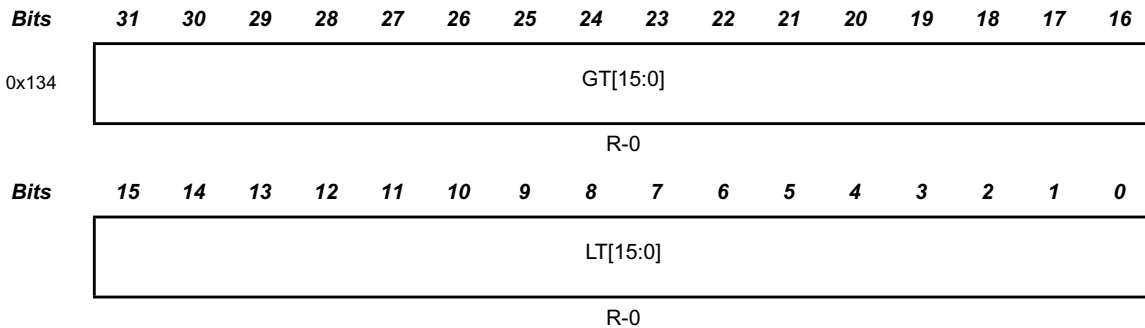 Bits 31 30 29 28 27 26 25 24 23 22 21 20 19 18 17 16
0x134 GT[15:0]
R-0
Bits 15 14 13 12 11 10 9 8 7 6 5 4 3 2 1 0
LT[15:0]
R-0